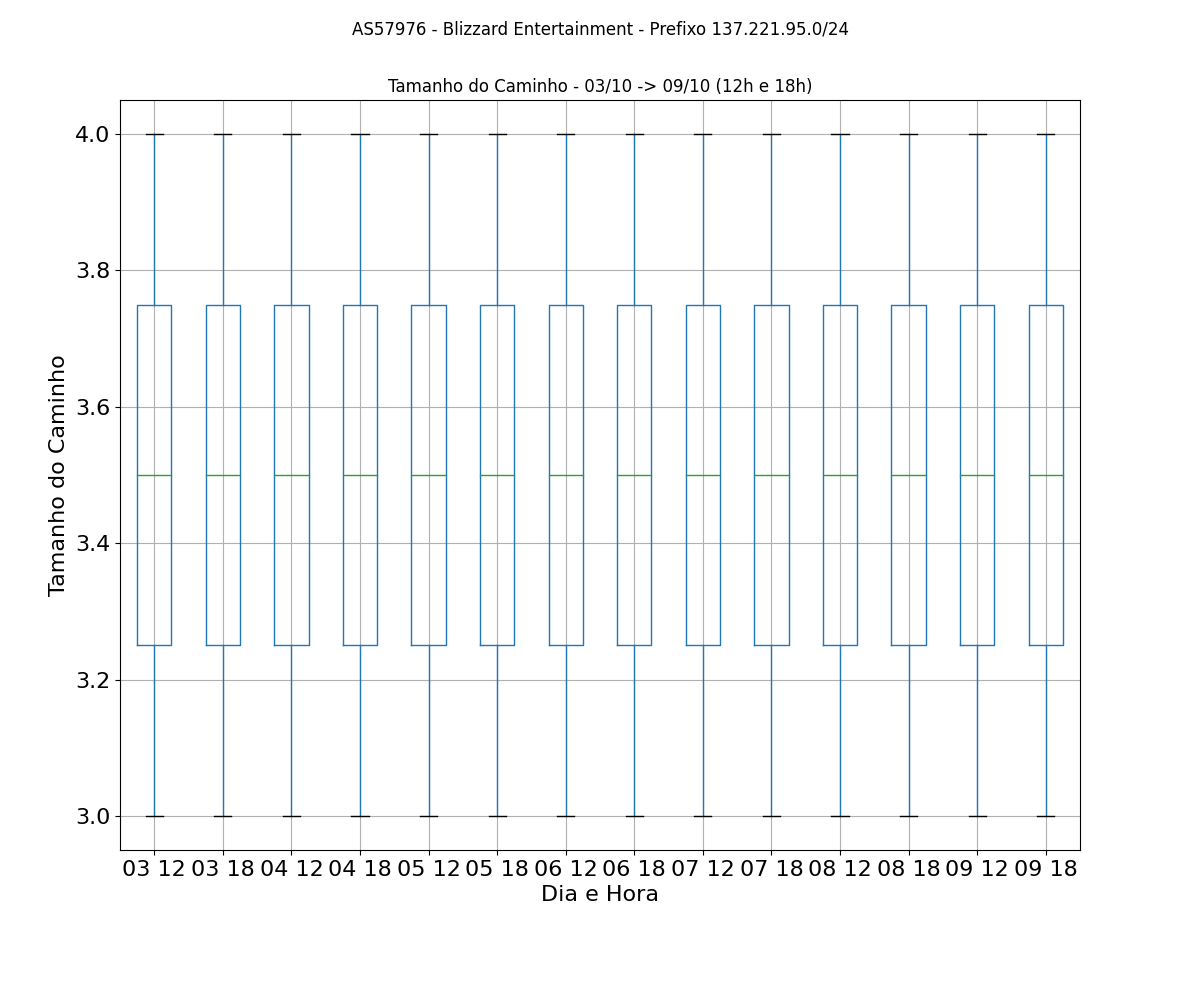 AS57976 - Blizzard Entertainment - Prefixo 137.221.95.0/24
Tamanho do Caminho - 03/10 -> 09/10 (12h e 18h)
Tamanho do Caminho
4.0
3.8
3.6
3.4
3.2
3.0
03 12 03 18 04 12 04 18 05 12 05 18 06 12 06 18 07 12 07 18 08 12 08 18 09 12 09 18
Dia e Hora